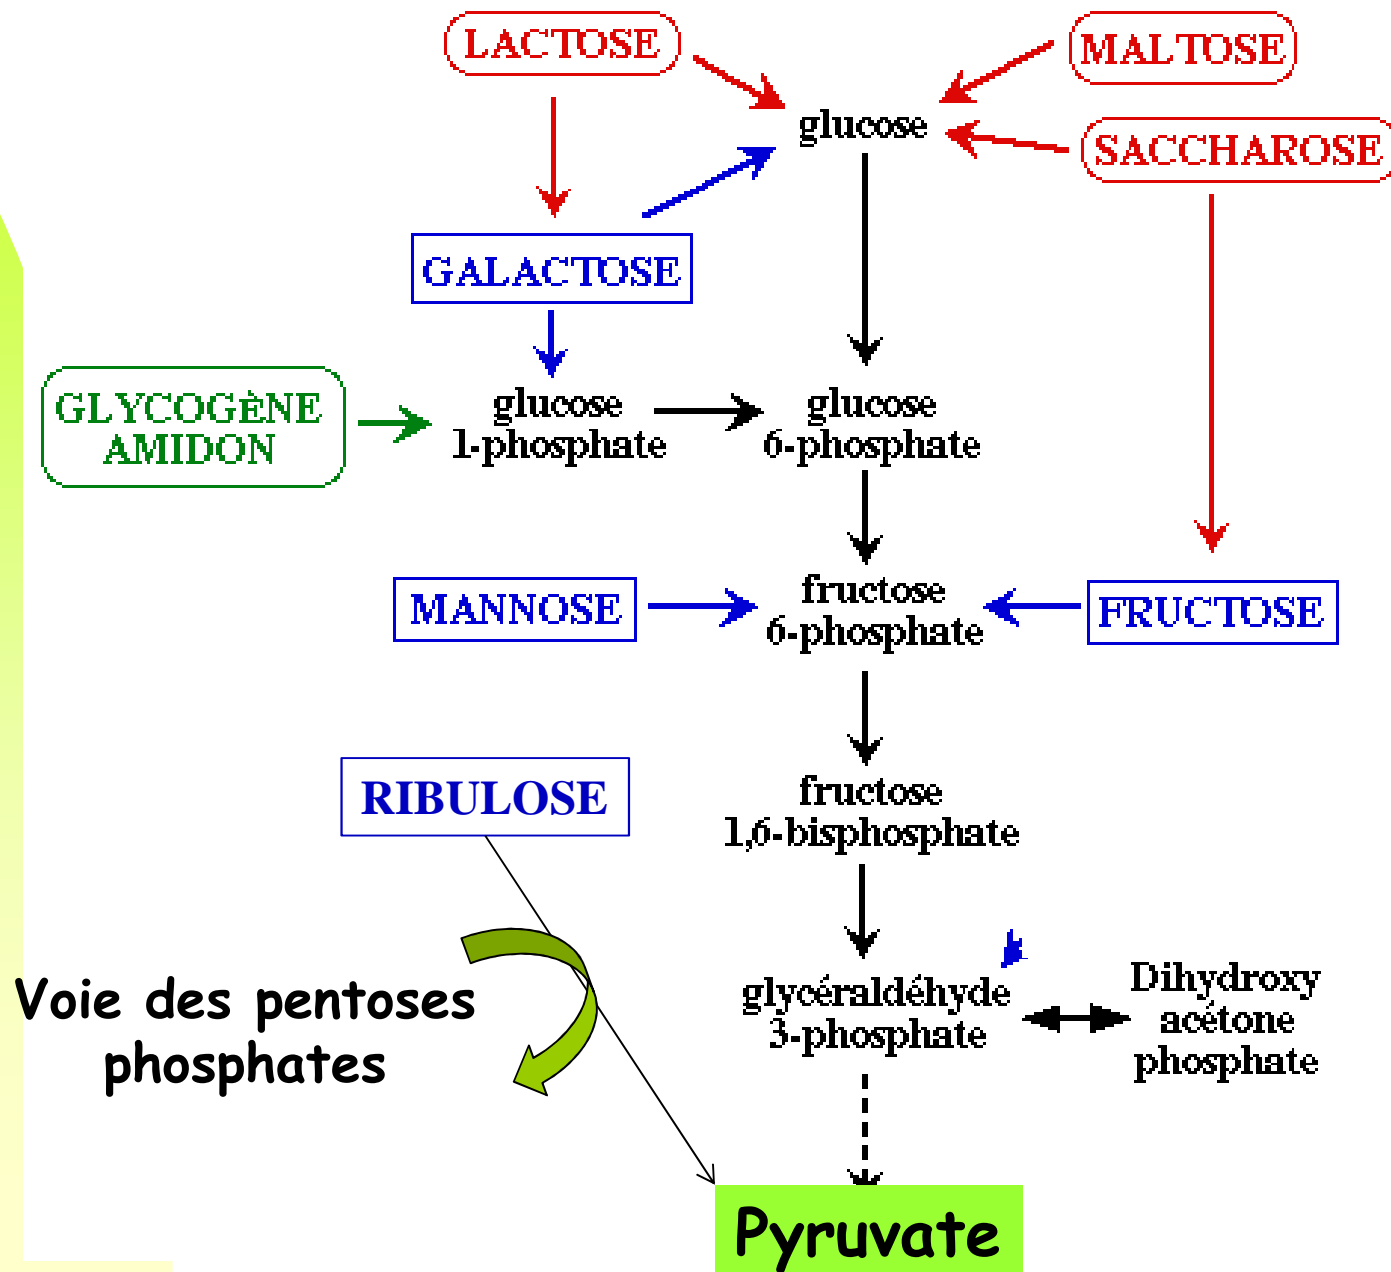 LACTOSE
MALTOSE
glucose
SACCHAROSE
GALACTOSE
GLYCOGÈNE
AMIDON
glucose
1-phosphate
glucose
6-phosphate
MANNOSE
fructose
6-phosphate
FRUCTOSE
RIBULOSE
fructose
1,6-bisphosphate
Voie des pentoses
phosphates
glycéraldéhyde
3-phosphate
Dihydroxy
acétone
phosphate
Pyruvate